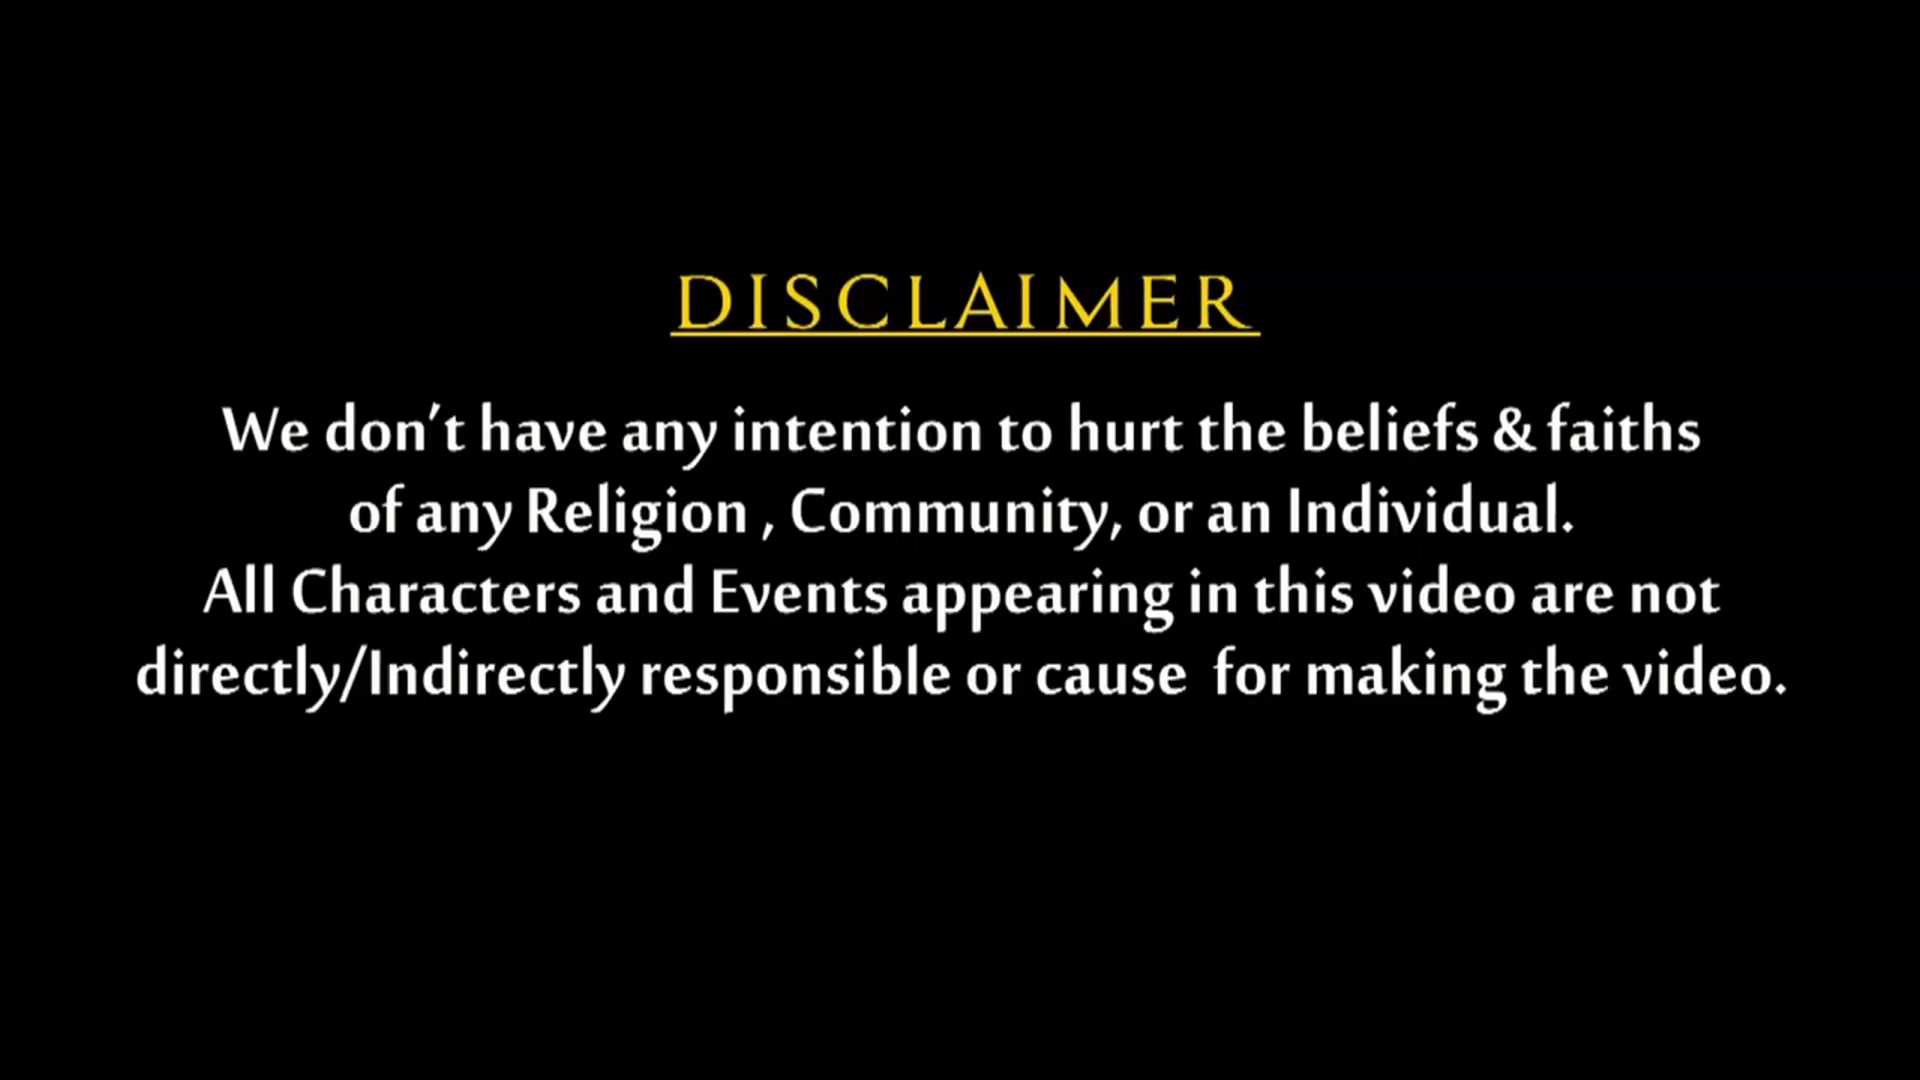 DISCLAIMER
We don’t have any intention to hurt the beliefs & faiths
of any Religion , Community, or an Individual.
All Characters and Events appearing in this video are not
directly/Indirectly responsible or cause  for making the video.